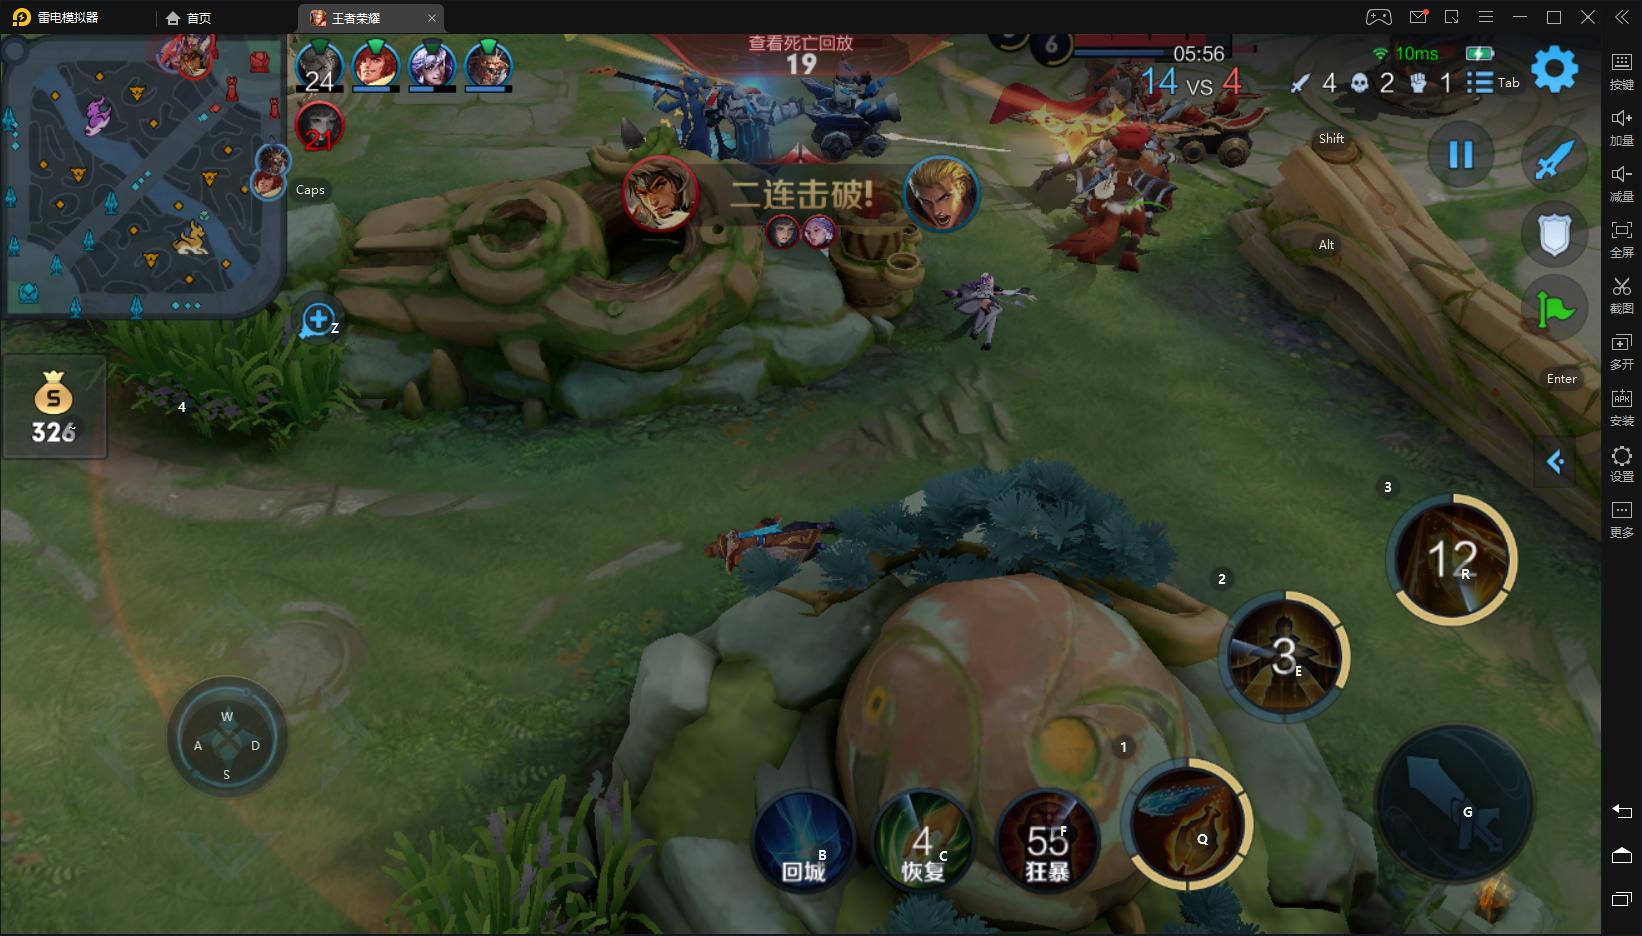 雷电模拟器
首页
王者荣耀
查看死亡回放
19
24
21
6
05:56
10ms
14 vs 4
4
2
1
Tab
Shift
Caps
二连击破!
Alt
Z
326
~
4
Enter
3
12
R
2
3
E
1
Q
G
W
A
D
S
B
回城
4
C
恢复
55
F
狂暴
按键
加量
减量
全屏
截图
多开
APK
安装
设置
更多